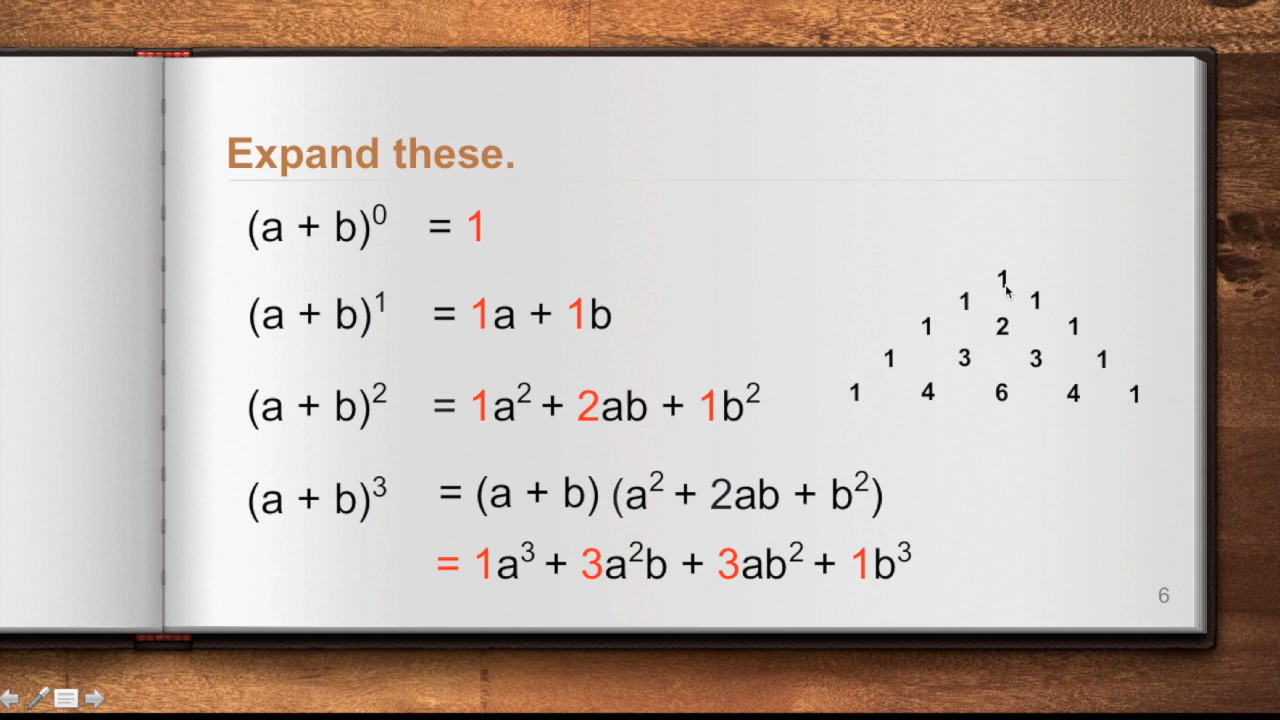 Expand these.
(a + b)⁰ = 1
(a + b)¹ = 1a + 1b
(a + b)² = 1a² + 2ab + 1b²
(a + b)³ = (a + b) (a² + 2ab + b²)
= 1a³ + 3a²b + 3ab² + 1b³
1
1 1
1 2 1
1 3 3 1
1 4 6 4 1
6